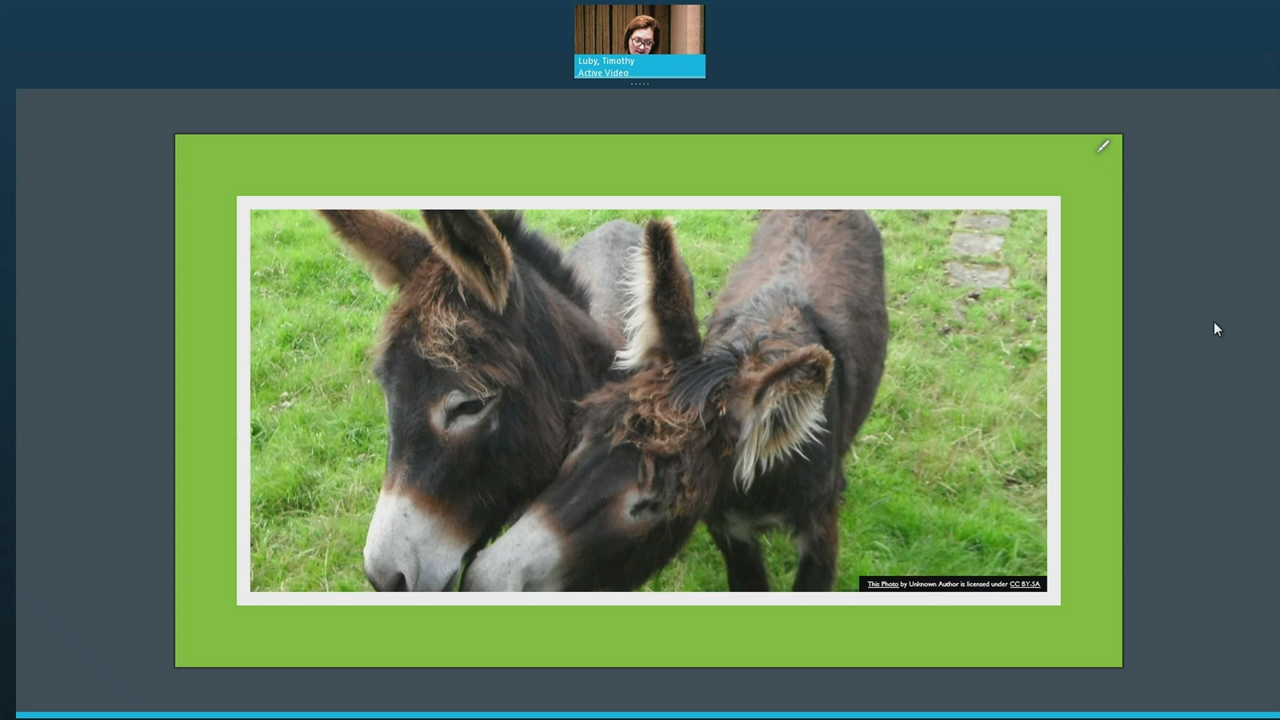 Luby, Timothy
Active Video
This Photo by Unknown Author is licensed under CC BY-SA